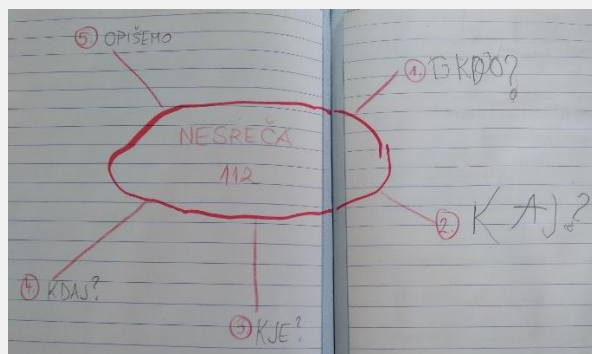 5. OPIŠEMO
1. KDO?
NESREČA
112
2. KAJ?
4. KDAJ?
3. KJE?